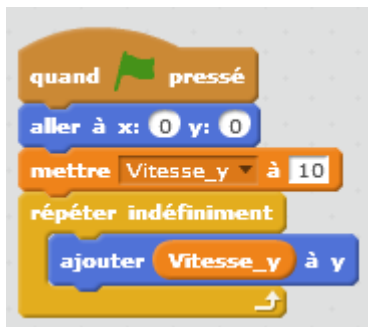 quand pressé
aller à x: 0 y: 0
mettre Vitesse_y à 10
répéter indéfiniment
ajouter Vitesse_y à y